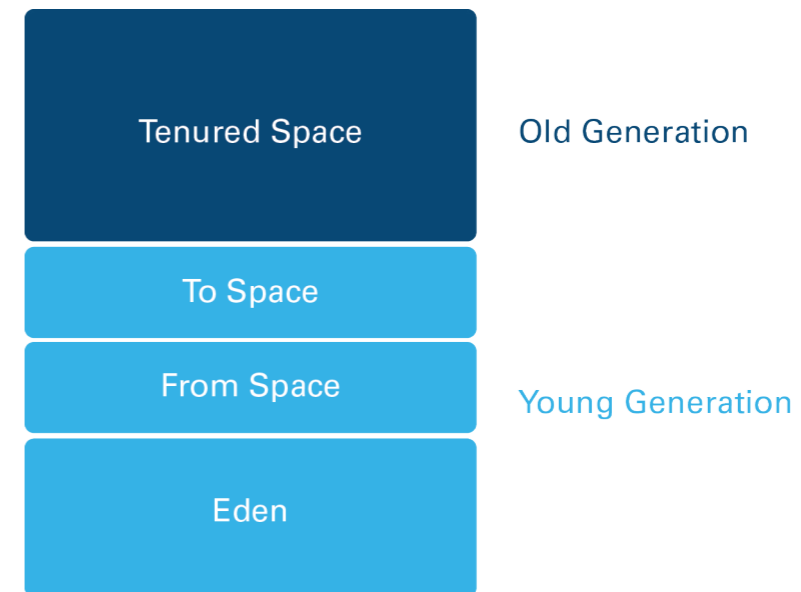 Tenured Space
Old Generation
To Space
From Space
Young Generation
Eden